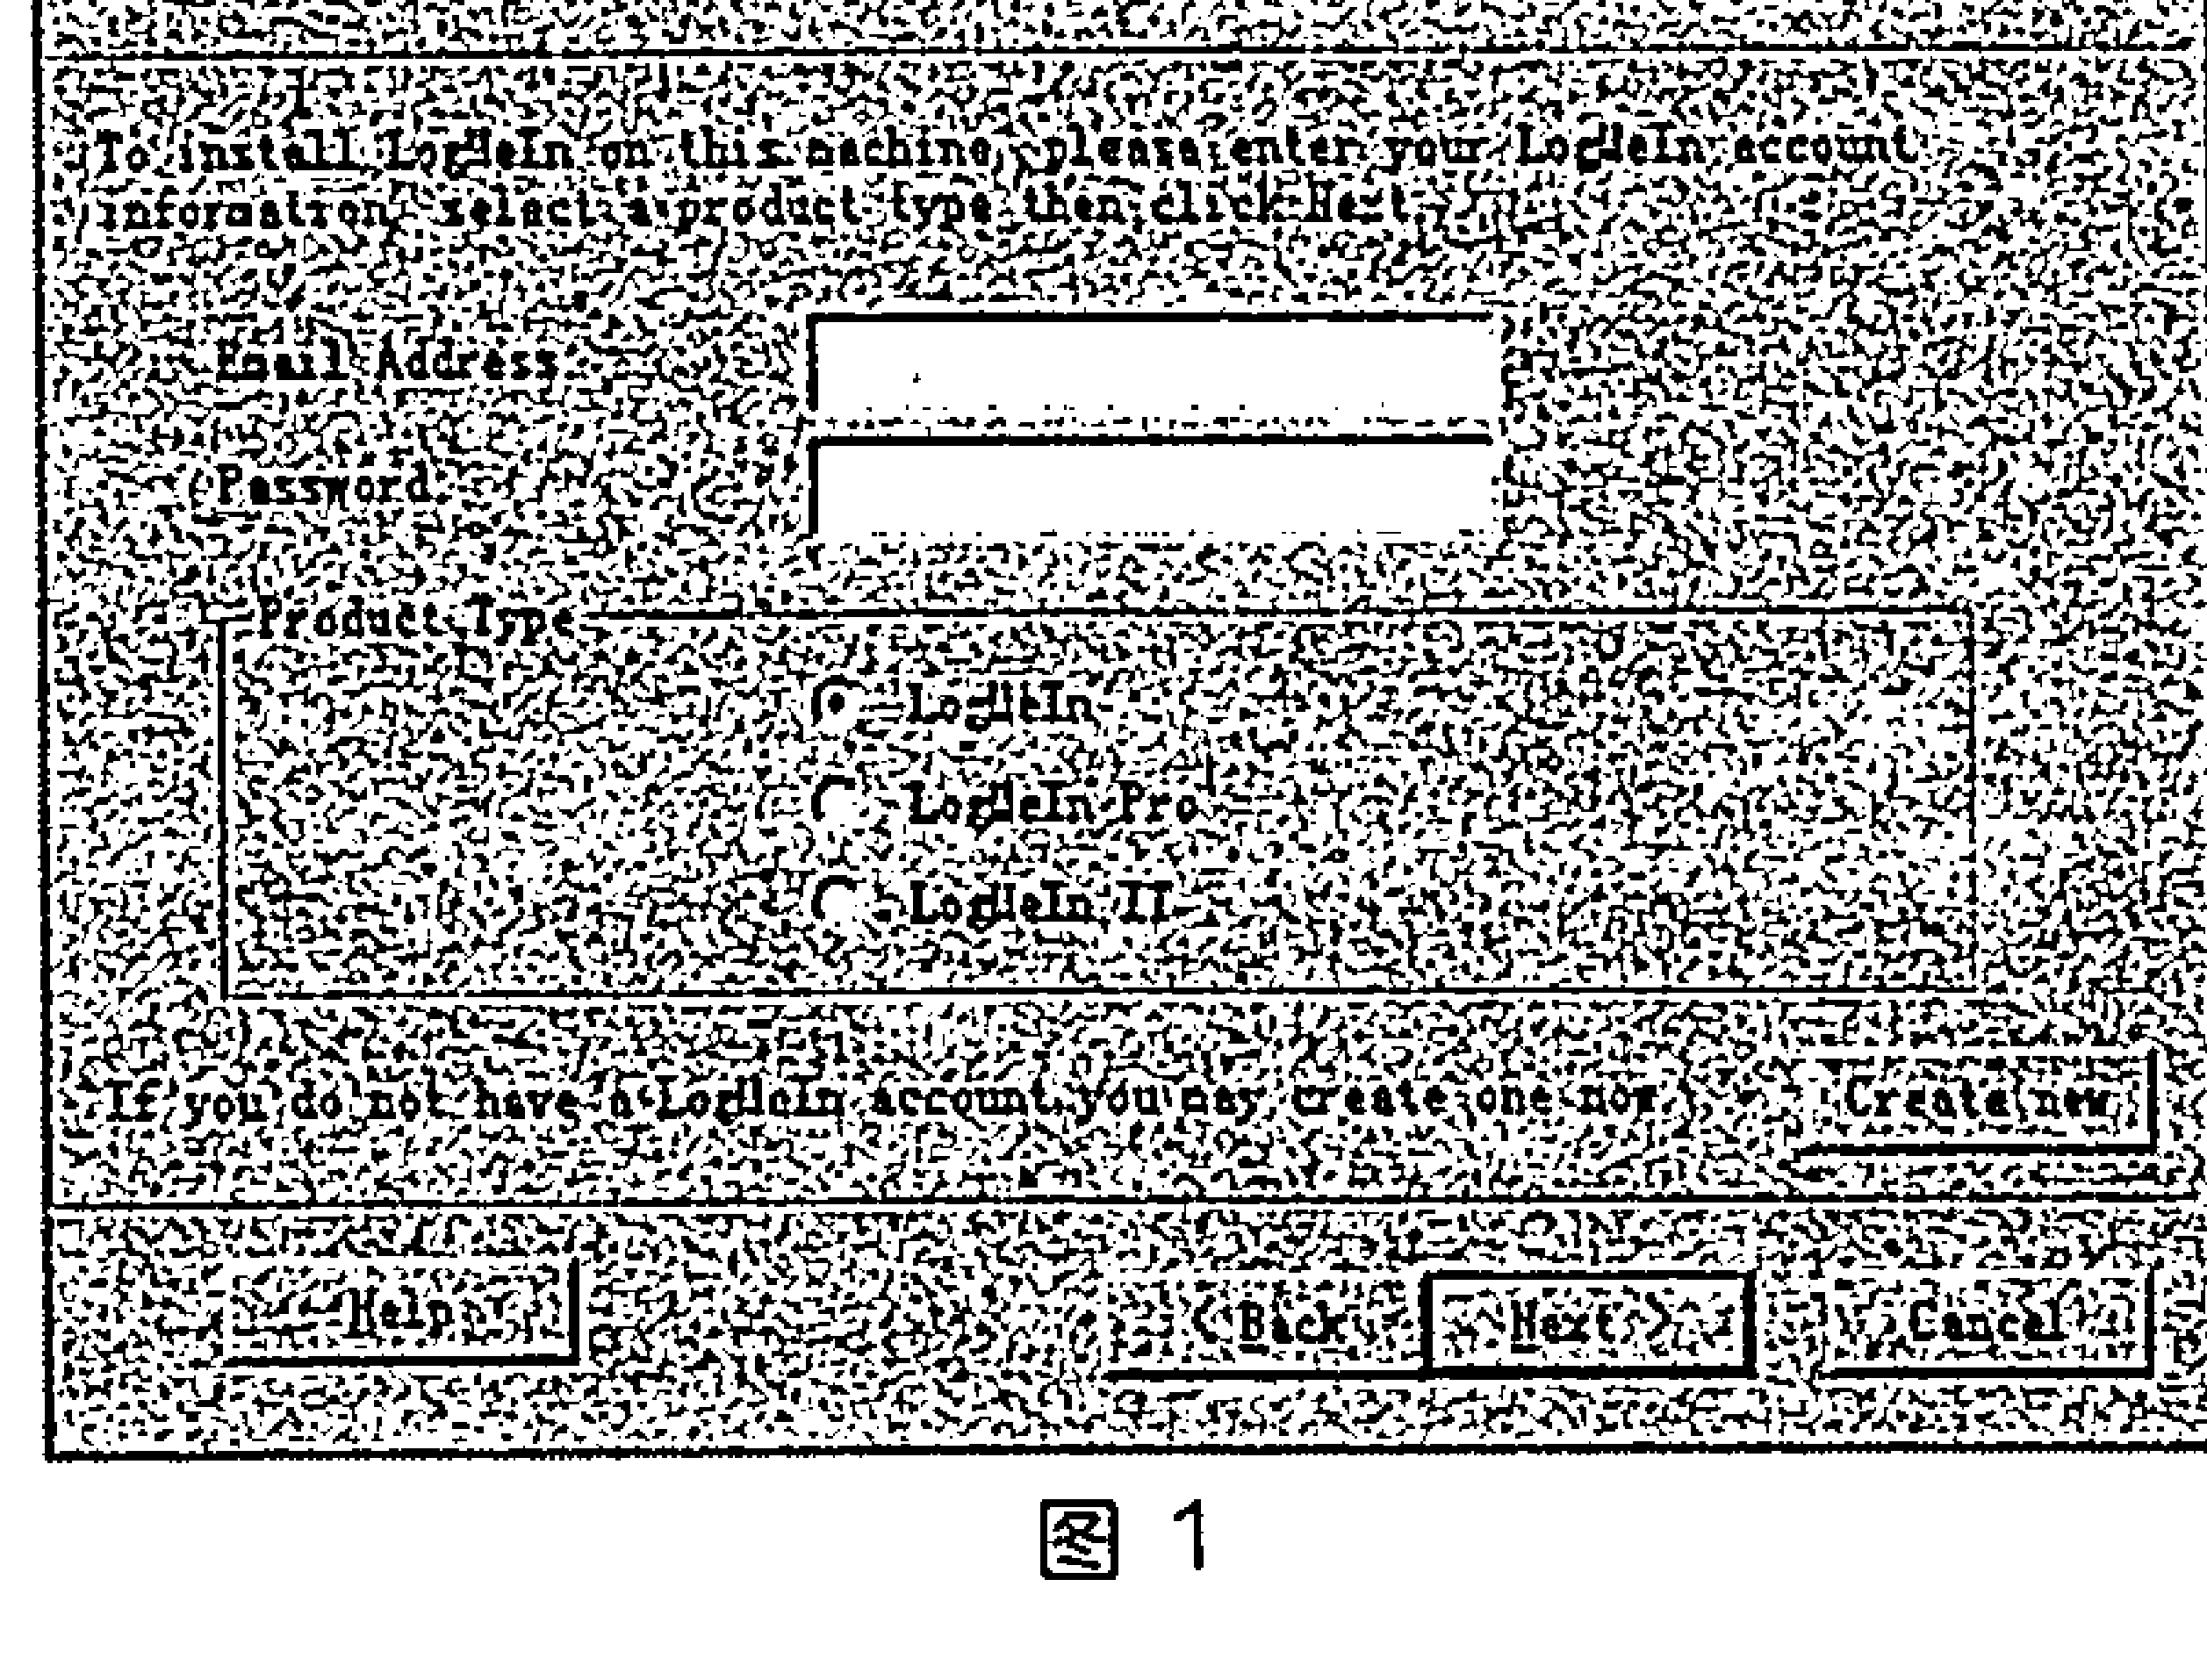 To install LogMeIn on this machine, please enter your LogMeIn account
information, select a product type then click Next.
Email Address
Password
Product Type
LogMeIn
LogMeIn Pro
LogMeIn IT
If you do not have a LogMeIn account you may create one now
Create new
Help
< Back
Next >
Cancel
图 1